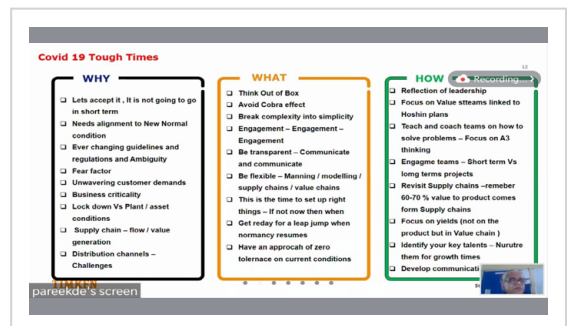 Covid 19 Tough Times
12
WHY
Lets accept it , It is not going to go
in short term
Needs alignment to New Normal
condition
Ever changing guidelines and
regulations and Ambiguity
Fear factor
Unwavering customer demands
Business criticality
Lock down Vs Plant / asset
conditions
Supply chain – flow / value
generation
Distribution channels –
Challenges
WHAT
Think Out of Box
Avoid Cobra effect
Break complexity into simplicity
Engagement – Engagement –
Engagement
Be transparent – Communicate
and communicate
Be flexible – Manning / modelling /
supply chains / value chains
This is the time to set up right
things – If not now then when
Get reday for a leap jump when
normancy resumes
Have an approcah of zero
tolernace on current conditions
HOW
Recording...
Reflection of leadership
Focus on Value stteams linked to
Hoshin plans
Teach and coach teams on how to
solve problems – Focus on A3
thinking
Engagme teams – Short term Vs
lomg terms projects
Revisit Supply chains –remeber
60-70 % value to product comes
form Supply chains
Focus on yields (not on the
product but in Value chain )
Identify your key talents – Nurutre
them for growth times
Develop communicati
TIMKEN
pareekde's screen